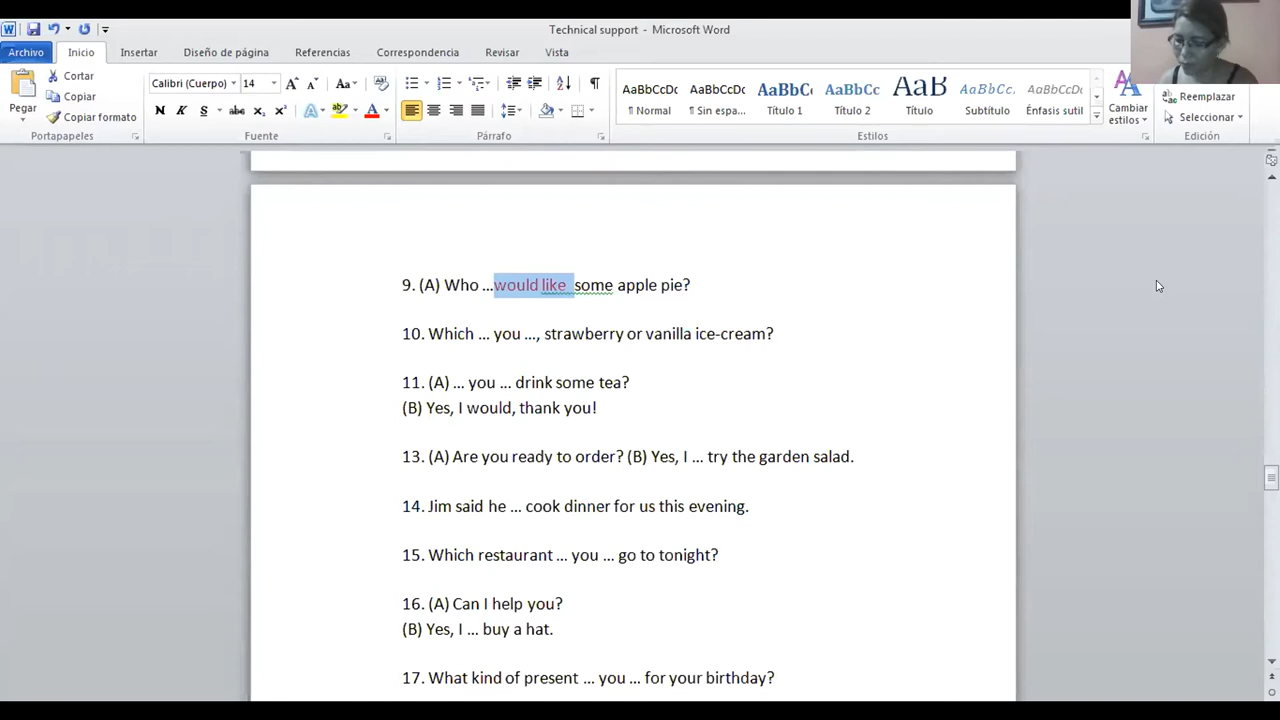 Technical support - Microsoft Word
Archivo Inicio Insertar Diseño de página Referencias Correspondencia Revisar Vista
Pegar
Cortar
Copiar
Copiar formato
Portapapeles
Calibri (Cuerpo) 14
N K S abc x₂ x²
Fuente
Párrafo
AaBbCcDc AaBbCcDc AaBbCc AaBbCc AaB AaBbCc. AaBbCcDc
¶ Normal ¶ Sin espa... Título 1 Título 2 Título Subtítulo Énfasis sutil
Estilos
Cambiar estilos
Reemplazar
Seleccionar
Edición
9. (A) Who ...would like some apple pie?
10. Which ... you ..., strawberry or vanilla ice-cream?
11. (A) ... you ... drink some tea?
(B) Yes, I would, thank you!
13. (A) Are you ready to order? (B) Yes, I ... try the garden salad.
14. Jim said he ... cook dinner for us this evening.
15. Which restaurant ... you ... go to tonight?
16. (A) Can I help you?
(B) Yes, I ... buy a hat.
17. What kind of present ... you ... for your birthday?